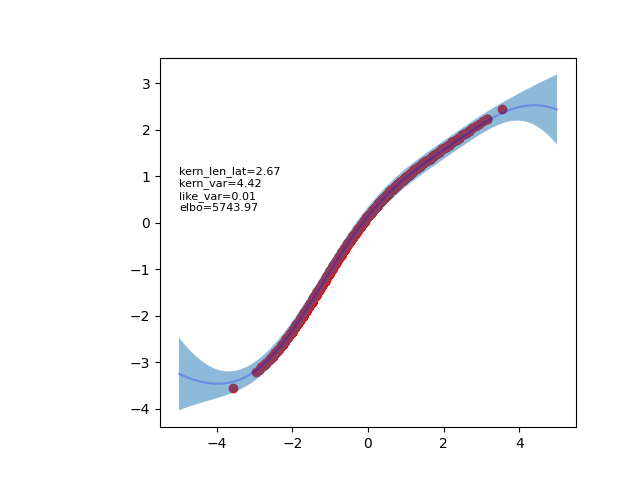 3
2
1
0
−1
−2
−3
−4
kern_len_lat=2.67
kern_var=4.42
like_var=0.01
elbo=5743.97
−4 −2 0 2 4